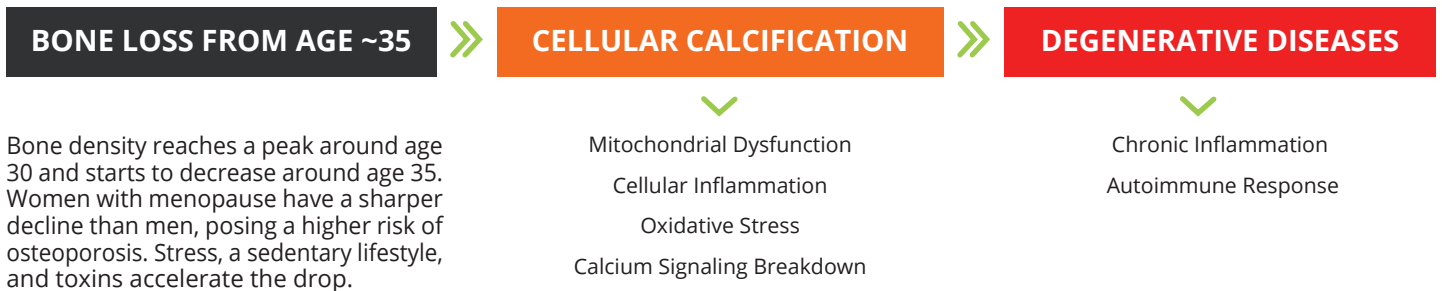 BONE LOSS FROM AGE ~35
CELLULAR CALCIFICATION
DEGENERATIVE DISEASES
Bone density reaches a peak around age
30 and starts to decrease around age 35.
Women with menopause have a sharper
decline than men, posing a higher risk of
osteoporosis. Stress, a sedentary lifestyle,
and toxins accelerate the drop.
Mitochondrial Dysfunction
Cellular Inflammation
Oxidative Stress
Calcium Signaling Breakdown
Chronic Inflammation
Autoimmune Response